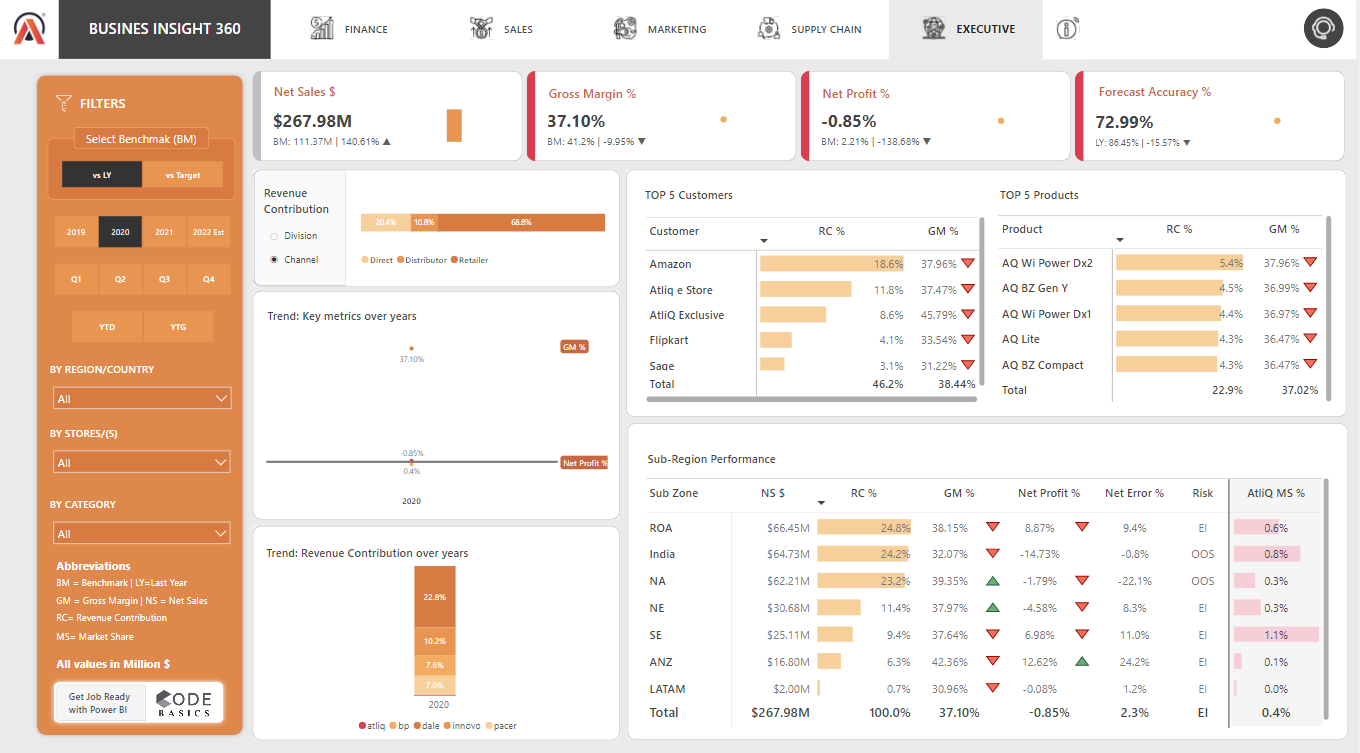 BUSINES INSIGHT 360
FINANCE
SALES
MARKETING
SUPPLY CHAIN
EXECUTIVE
FILTERS
Select Benchmak (BM)
vs LY vs Target
2019 2020 2021 2022 Est
Q1 Q2 Q3 Q4
YTD YTG
BY REGION/COUNTRY
All
BY STORES/(S)
All
BY CATEGORY
All
Abbreviations
BM = Benchmark | LY=Last Year
GM = Gross Margin | NS = Net Sales
RC= Revenue Contribution
MS= Market Share
All values in Million $
Get Job Ready
with Power BI
CODE
BASICS
Net Sales $
$267.98M
BM: 111.37M | 140.61% ▲
Gross Margin %
37.10%
BM: 41.2% | -9.95% ▼
Net Profit %
-0.85%
BM: 2.21% | -138.68% ▼
Forecast Accuracy %
72.99%
LY: 86.45% | -15.57% ▼
Revenue
Contribution
Division
Channel
20.4% 10.8% 68.8%
Direct Distributor Retailer
Trend: Key metrics over years
GM %
37.10%
-0.85%
Net Profit %
0.4%
2020
Trend: Revenue Contribution over years
22.8%
10.2%
7.6%
7.0%
2020
atliq bp dale innovo pacer
TOP 5 Customers
Customer RC % GM %
Amazon 18.6% 37.96%
Atliq e Store 11.8% 37.47%
AtliQ Exclusive 8.6% 45.79%
Flipkart 4.1% 33.54%
Sage 3.1% 31.22%
Total 46.2% 38.44%
TOP 5 Products
Product RC % GM %
AQ Wi Power Dx2 5.4% 37.96%
AQ BZ Gen Y 4.5% 36.99%
AQ Wi Power Dx1 4.4% 36.97%
AQ Lite 4.3% 36.47%
AQ BZ Compact 4.3% 36.47%
Total 22.9% 37.02%
Sub-Region Performance
Sub Zone NS $ RC % GM % Net Profit % Net Error % Risk AtliQ MS %
ROA $66.45M 24.8% 38.15% 8.87% 9.4% EI 0.6%
India $64.73M 24.2% 32.07% -14.73% -0.8% OOS 0.8%
NA $62.21M 23.2% 39.35% -1.79% -22.1% OOS 0.3%
NE $30.68M 11.4% 37.97% -4.58% 8.3% EI 0.3%
SE $25.11M 9.4% 37.64% 6.98% 11.0% EI 1.1%
ANZ $16.80M 6.3% 42.36% 12.62% 24.2% EI 0.1%
LATAM $2.00M 0.7% 30.96% -0.08% 1.2% EI 0.0%
Total $267.98M 100.0% 37.10% -0.85% 2.3% EI 0.4%